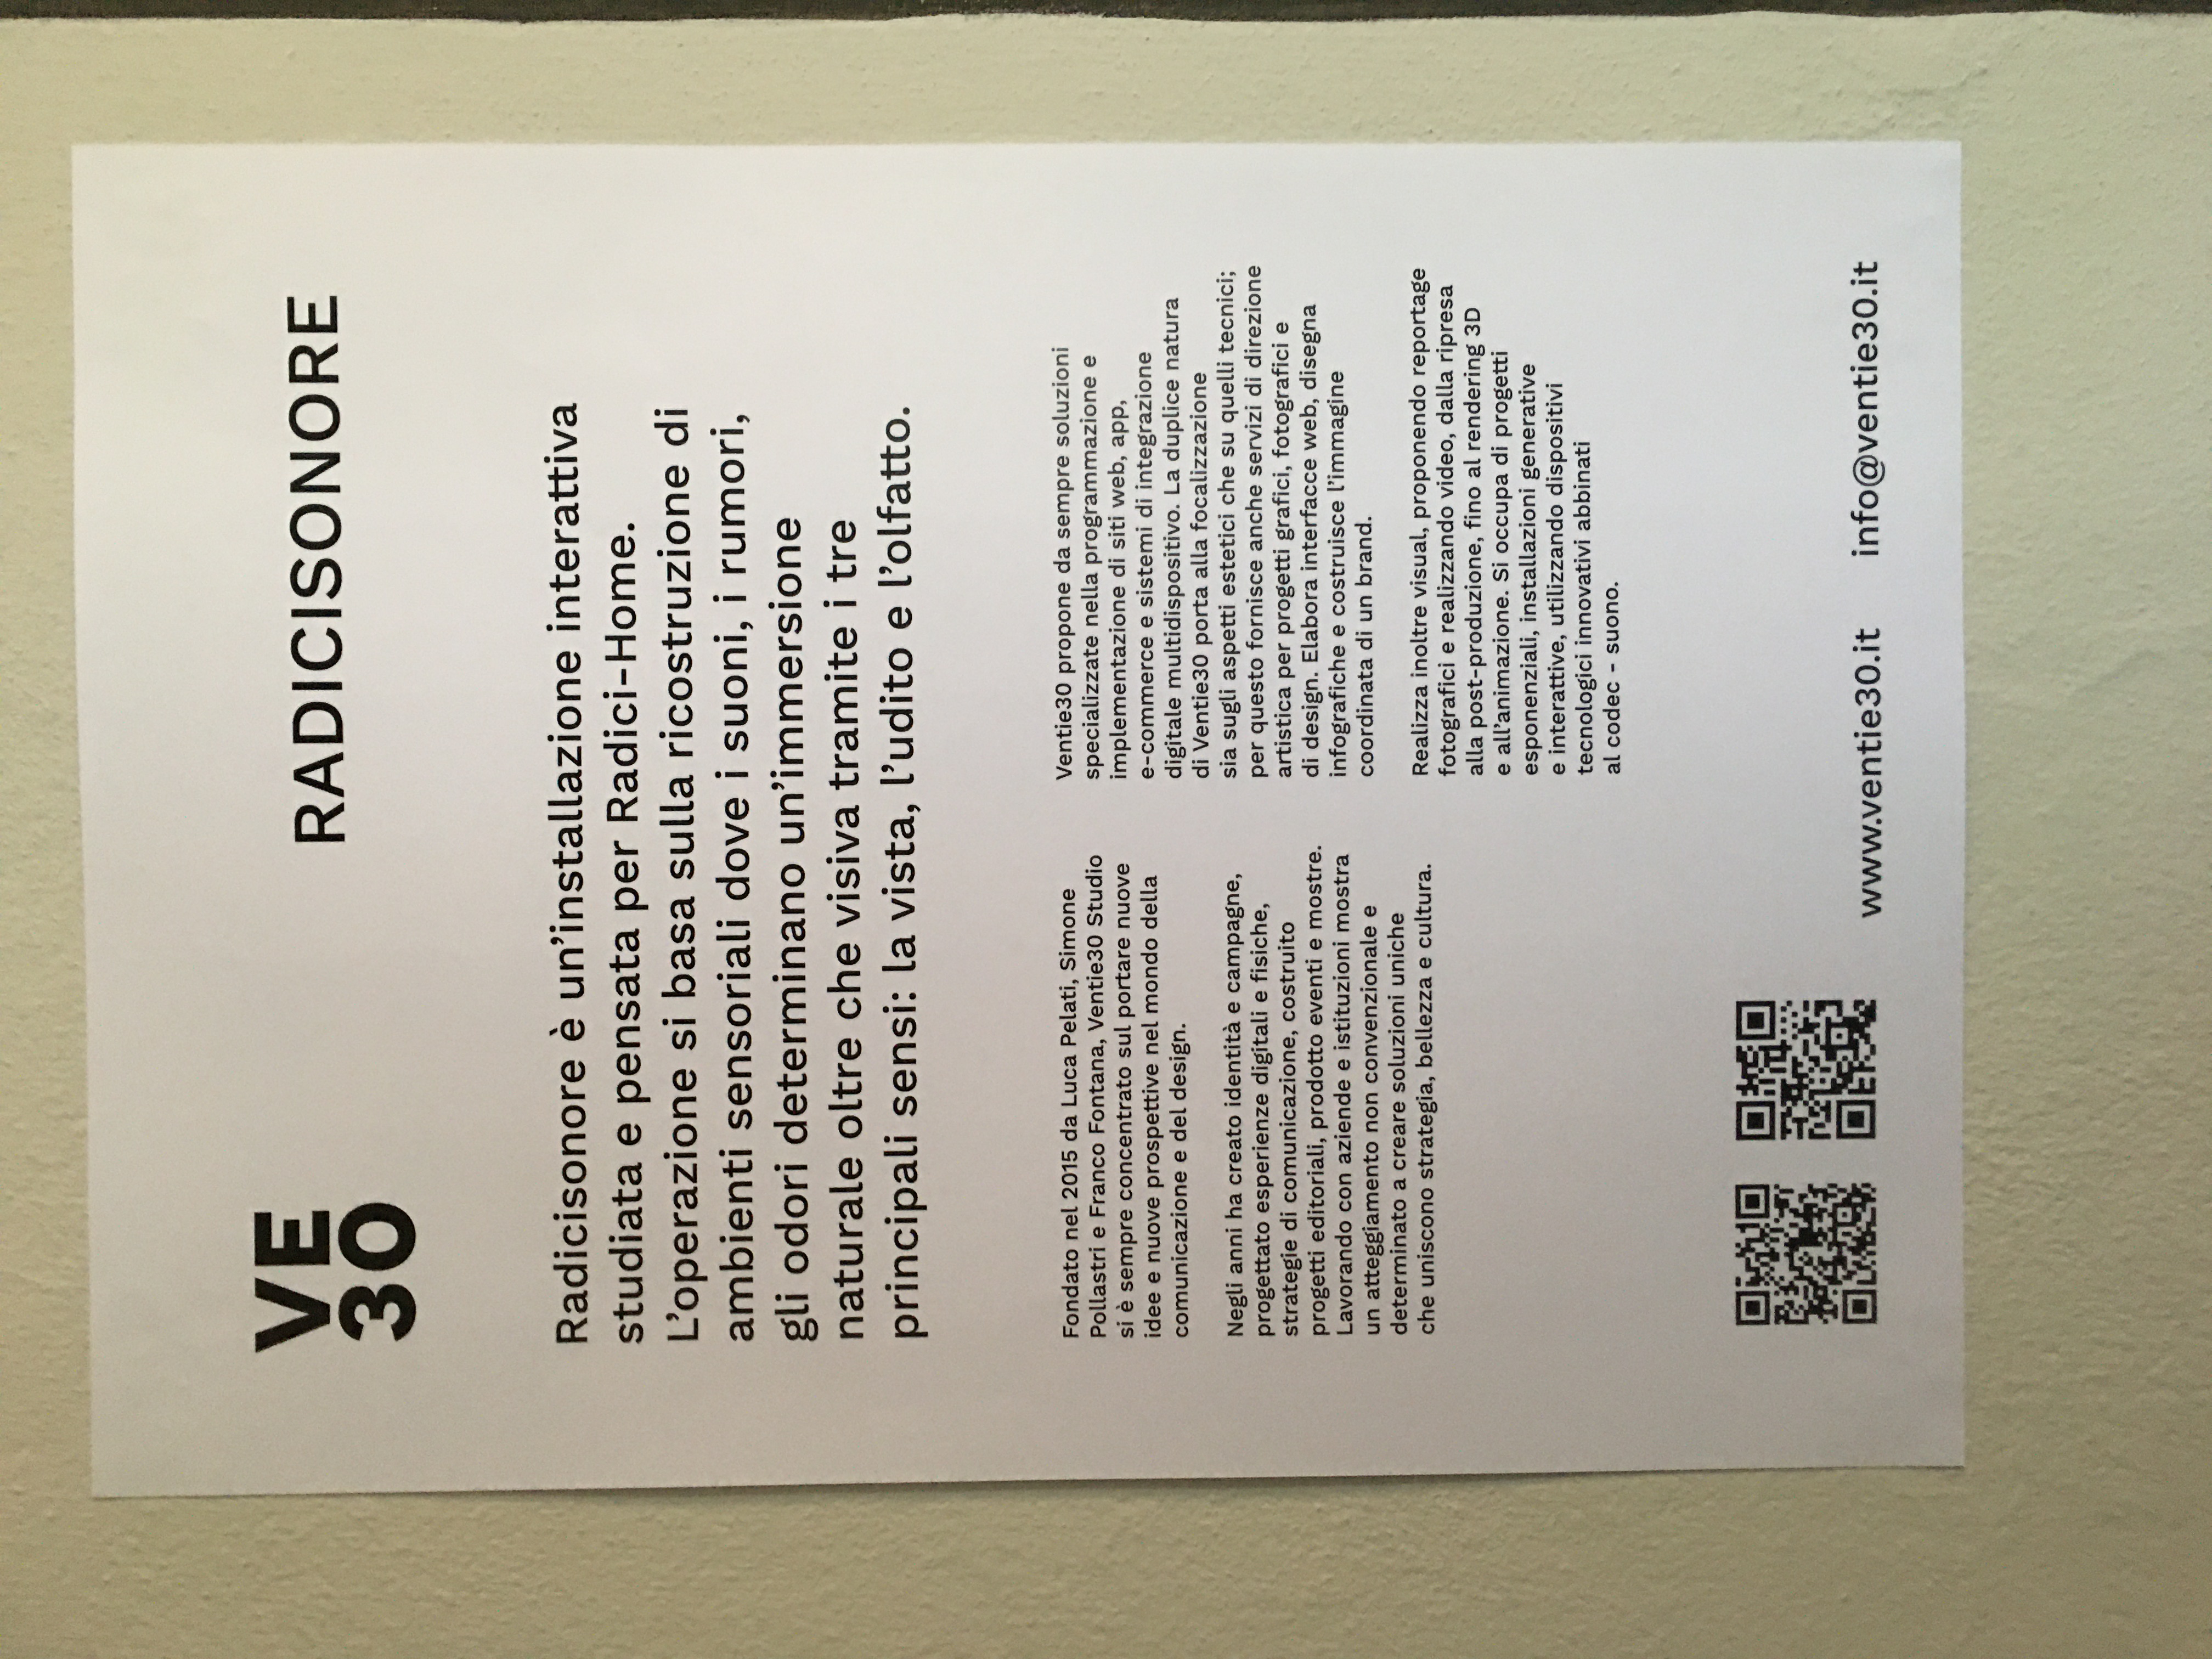 VE
30
RADICISONORE
Radicisonore è un’installazione interattiva
studiata e pensata per Radici-Home.
L’operazione si basa sulla ricostruzione di
ambienti sensoriali dove i suoni, i rumori,
gli odori determinano un’immersione
naturale oltre che visiva tramite i tre
principali sensi: la vista, l’udito e l’olfatto.
Fondato nel 2015 da Luca Pelati, Simone
Pollastri e Franco Fontana, Ventie30 Studio
si è sempre concentrato sul portare nuove
idee e nuove prospettive nel mondo della
comunicazione e del design.
Negli anni ha creato identità e campagne,
progettato esperienze digitali e fisiche,
strategie di comunicazione, costruito
progetti editoriali, prodotto eventi e mostre.
Lavorando con aziende e istituzioni mostra
un atteggiamento non convenzionale e
determinato a creare soluzioni uniche
che uniscono strategia, bellezza e cultura.
Ventie30 propone da sempre soluzioni
specializzate nella programmazione e
implementazione di siti web, app,
e-commerce e sistemi di integrazione
digitale multidispositivo. La duplice natura
di Ventie30 porta alla focalizzazione
sia sugli aspetti estetici che su quelli tecnici;
per questo fornisce anche servizi di direzione
artistica per progetti grafici, fotografici e
di design. Elabora interfacce web, disegna
infografiche e costruisce l’immagine
coordinata di un brand.
Realizza inoltre visual, proponendo reportage
fotografici e realizzando video, dalla ripresa
alla post-produzione, fino al rendering 3D
e all’animazione. Si occupa di progetti
esponenziali, installazioni generative
e interattive, utilizzando dispositivi
tecnologici innovativi abbinati
al codec - suono.
www.ventie30.it
info@ventie30.it